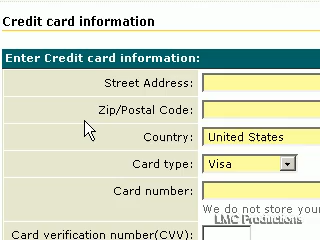 Credit card information
Enter Credit card information:
Street Address:
Zip/Postal Code:
Country: United States
Card type: Visa
Card number:
We do not store your
LMC Productions
Card verification number(CVV):